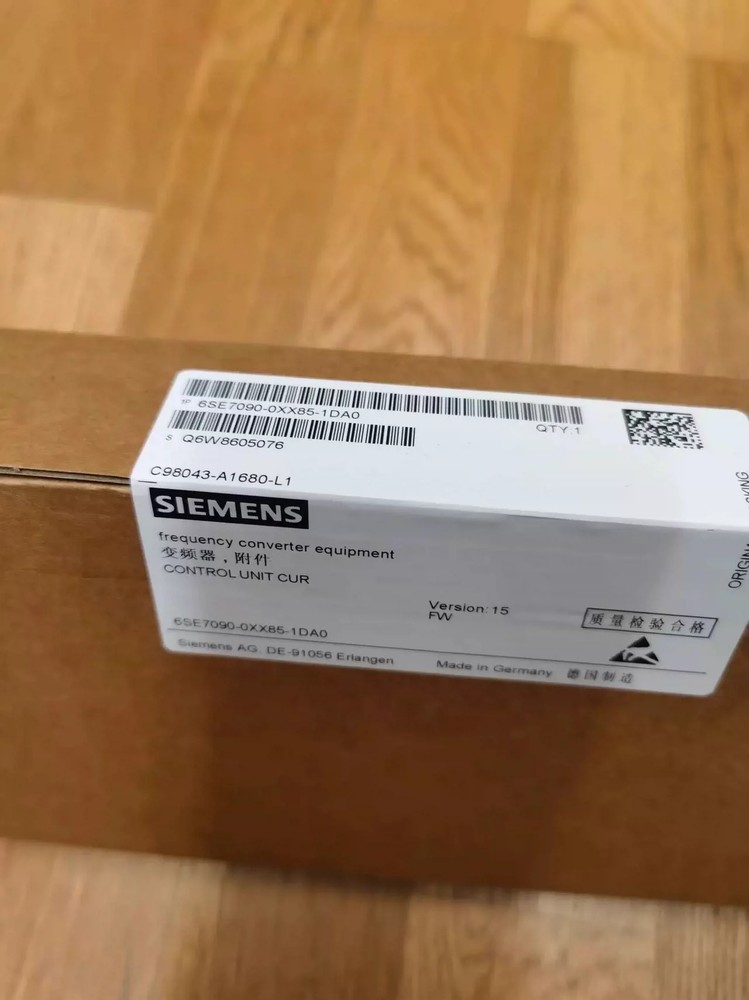 1P 6SE7090-0XX85-1DA0
QTY 1
S Q6W8605076
C98043-A1680-L1
SIEMENS
frequency converter equipment
变频器，附件
CONTROL UNIT CUR
6SE7090-0XX85-1DA0
Version: 15
FW
质量检验合格
Siemens AG. DE-91056 Erlangen
Made in Germany 德国制造